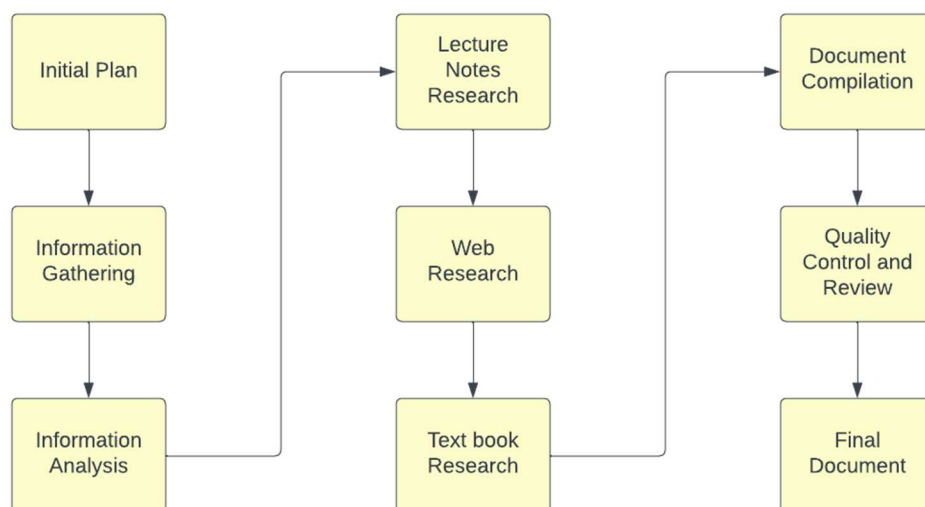 Initial Plan
Information
Gathering
Information
Analysis
Lecture
Notes
Research
Web
Research
Text book
Research
Document
Compilation
Quality
Control and
Review
Final
Document